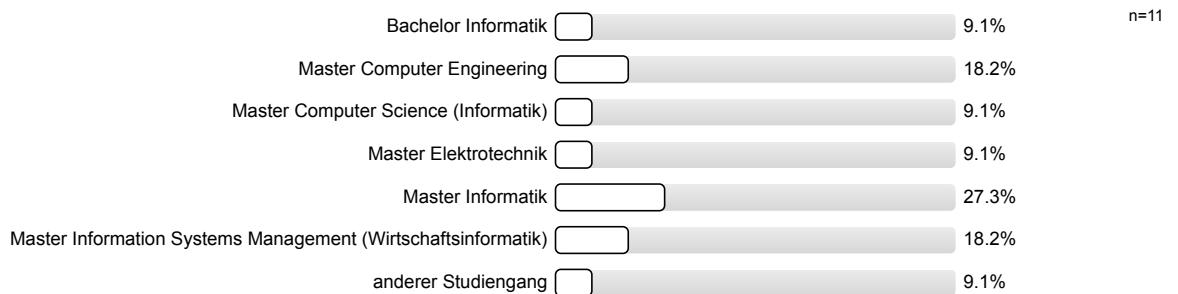 n=11
Bachelor Informatik 9.1%
Master Computer Engineering 18.2%
Master Computer Science (Informatik) 9.1%
Master Elektrotechnik 9.1%
Master Informatik 27.3%
Master Information Systems Management (Wirtschaftsinformatik) 18.2%
anderer Studiengang 9.1%